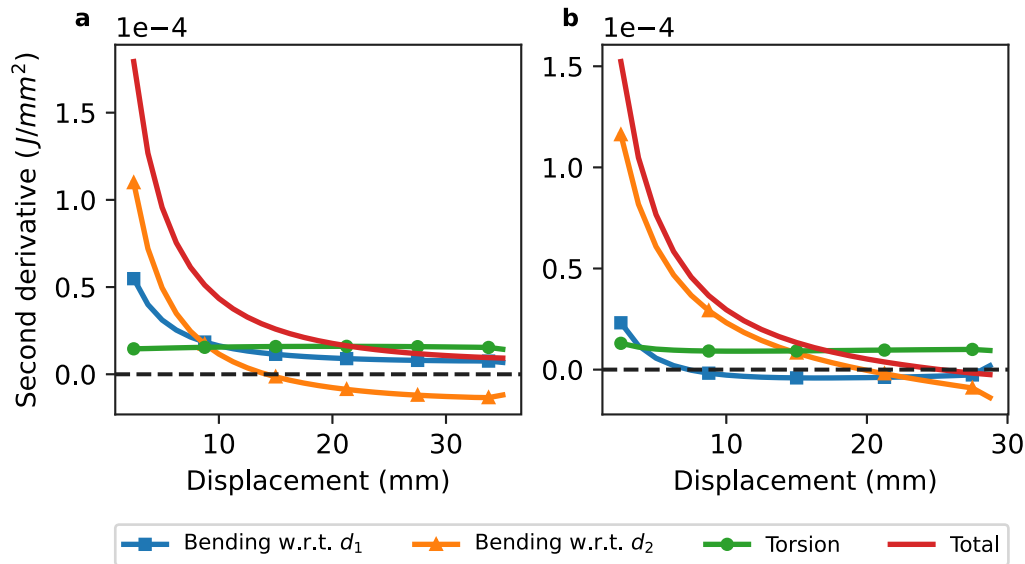 a
b
1e−4
1e−4
Second derivative (J/mm²)
1.5
1.0
0.5
0.0
1.5
1.0
0.5
0.0
10
20
30
10
20
30
Displacement (mm)
Displacement (mm)
Bending w.r.t. d₁
Bending w.r.t. d₂
Torsion
Total